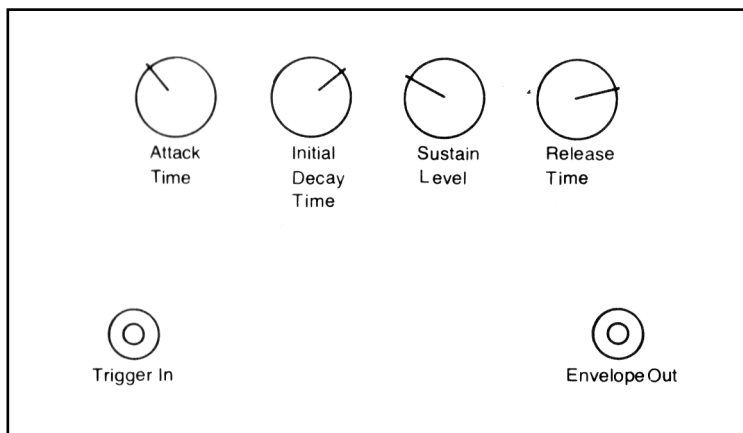 Attack
Time
Initial
Decay
Time
Sustain
Level
Release
Time
Trigger In
Envelope Out